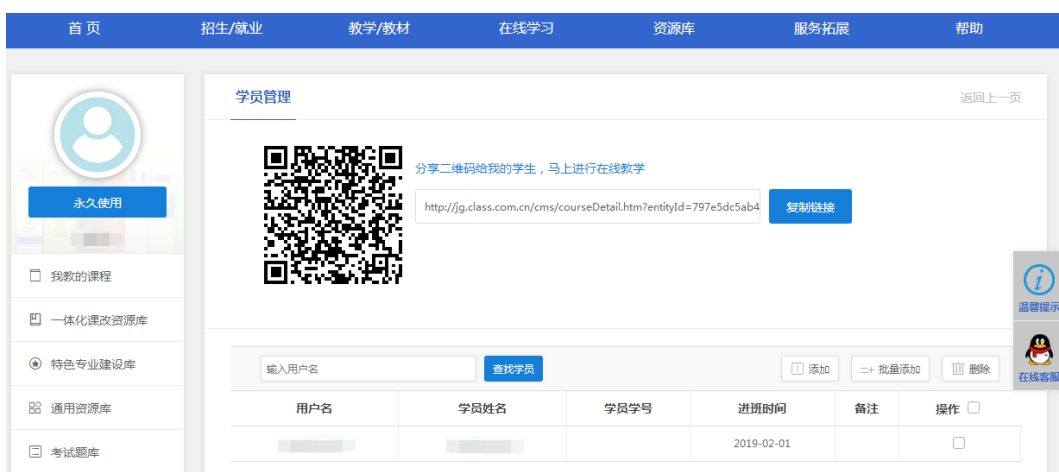 首页 招生/就业 教学/教材 在线学习 资源库 服务拓展 帮助
学员管理 返回上一页
分享二维码给我的学生，马上进行在线教学
http://jg.class.com.cn/cms/courseDetail.htm?entityId=797e5dc5ab4 复制链接
永久使用
我教的课程
一体化课改资源库
特色专业建设库
通用资源库
考试题库
温馨提示
在线客服
输入用户名 查找学员 添加 批量添加 删除
用户名 学员姓名 学员学号 进班时间 备注 操作
2019-02-01